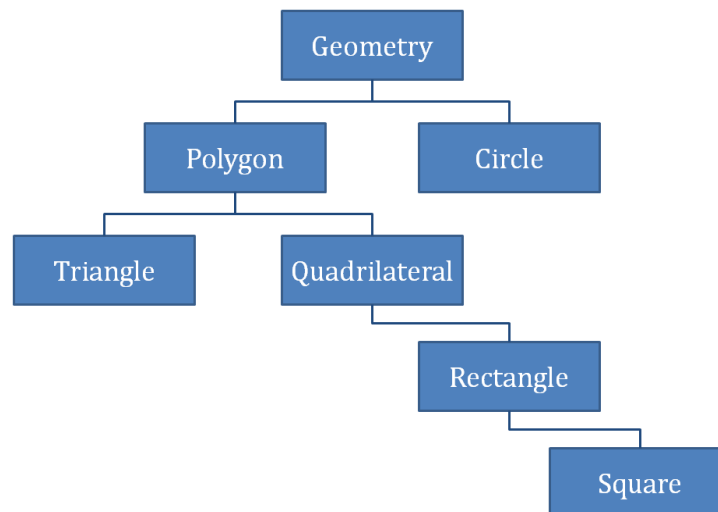 Geometry
Polygon
Circle
Triangle
Quadrilateral
Rectangle
Square